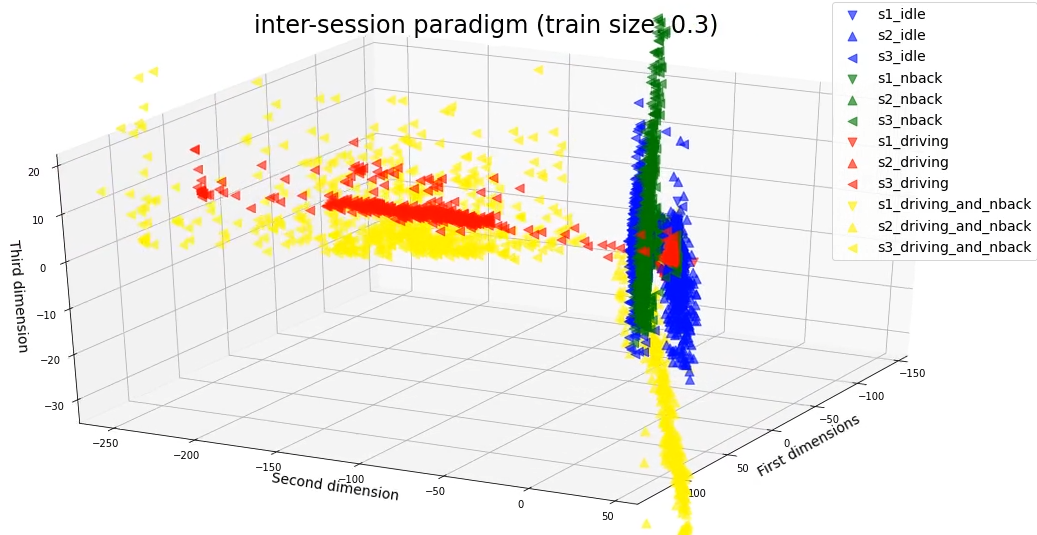 inter-session paradigm (train size: 0.3)
s1_idle
s2_idle
s3_idle
s1_nback
s2_nback
s3_nback
s1_driving
s2_driving
s3_driving
s1_driving_and_nback
s2_driving_and_nback
s3_driving_and_nback
20
10
0
−10
−20
−30
Third dimension
−250
−200
−150
−100
−50
0
50
Second dimension
100
50
0
−50
−100
−150
First dimensions